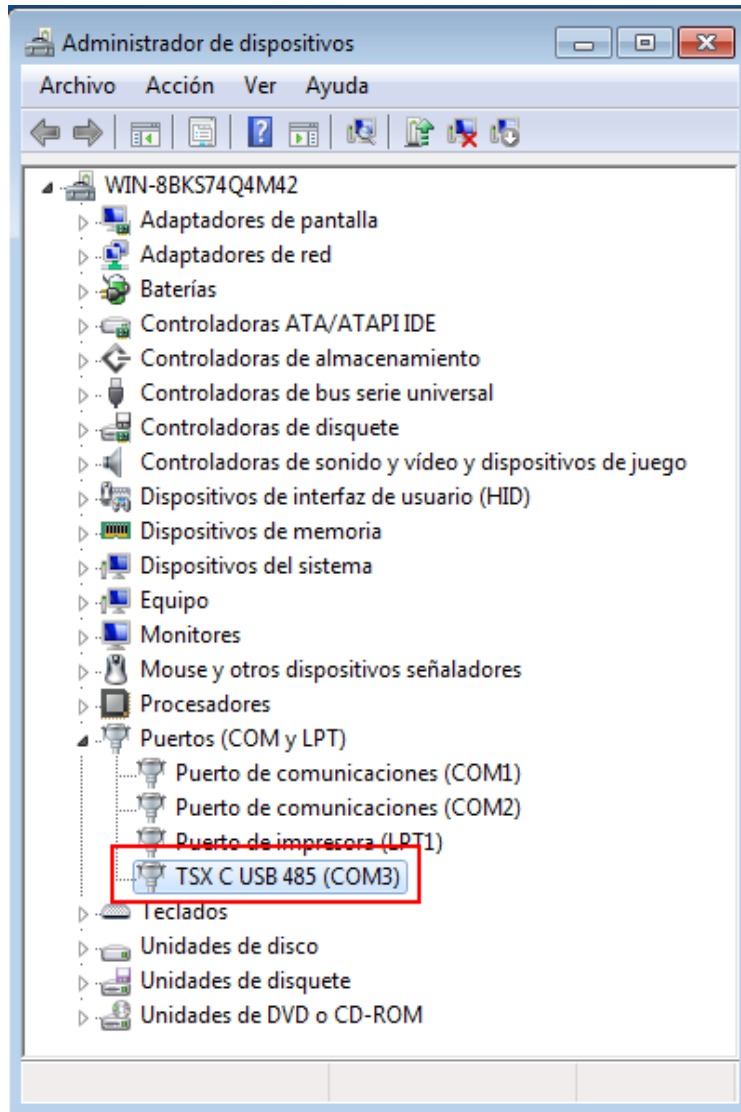 Administrador de dispositivos
Archivo Acción Ver Ayuda
WIN-8BKS74Q4M42
Adaptadores de pantalla
Adaptadores de red
Baterías
Controladoras ATA/ATAPI IDE
Controladoras de almacenamiento
Controladoras de bus serie universal
Controladoras de disquete
Controladoras de sonido y vídeo y dispositivos de juego
Dispositivos de interfaz de usuario (HID)
Dispositivos de memoria
Dispositivos del sistema
Equipo
Monitores
Mouse y otros dispositivos señaladores
Procesadores
Puertos (COM y LPT)
Puerto de comunicaciones (COM1)
Puerto de comunicaciones (COM2)
Puerto de impresora (LPT1)
TSX C USB 485 (COM3)
Teclados
Unidades de disco
Unidades de disquete
Unidades de DVD o CD-ROM